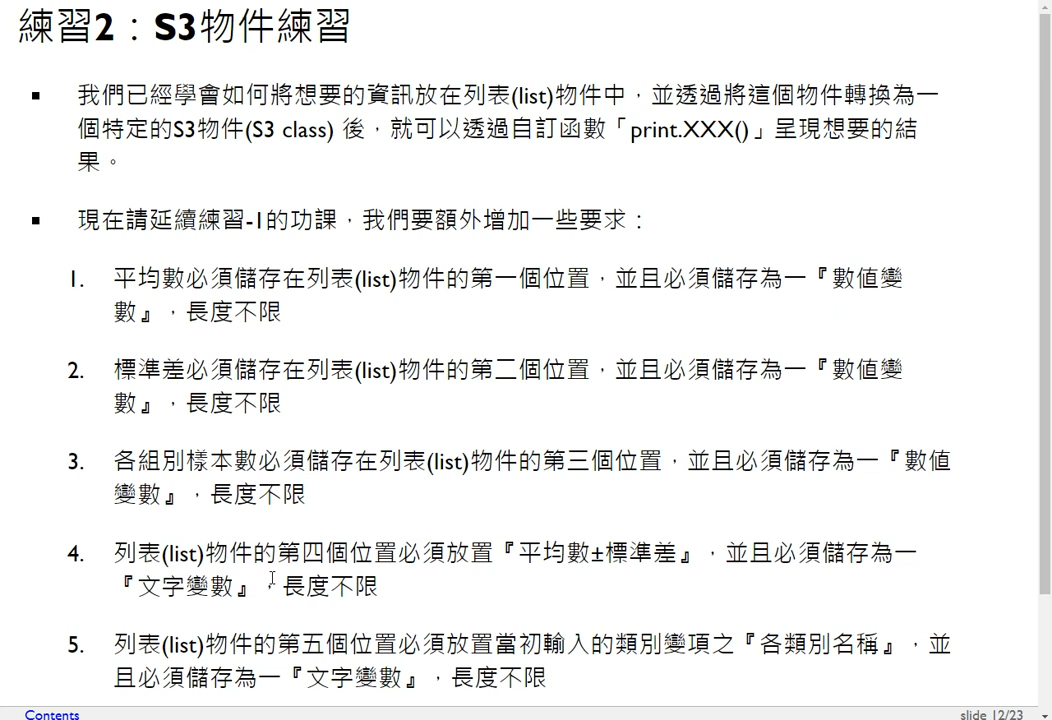 練習2：S3物件練習
▪ 我們已經學會如何將想要的資訊放在列表(list)物件中，並透過將這個物件轉換為一
個特定的S3物件(S3 class) 後，就可以透過自訂函數「print.XXX()」呈現想要的結
果。
▪ 現在請延續練習-1的功課，我們要額外增加一些要求：
1. 平均數必須儲存在列表(list)物件的第一個位置，並且必須儲存為一『數值變
數』，長度不限
2. 標準差必須儲存在列表(list)物件的第二個位置，並且必須儲存為一『數值變
數』，長度不限
3. 各組別樣本數必須儲存在列表(list)物件的第三個位置，並且必須儲存為一『數值
變數』，長度不限
4. 列表(list)物件的第四個位置必須放置『平均數±標準差』，並且必須儲存為一
『文字變數』，長度不限
5. 列表(list)物件的第五個位置必須放置當初輸入的類別變項之『各類別名稱』，並
且必須儲存為一『文字變數』，長度不限
Contents
slide 12/23